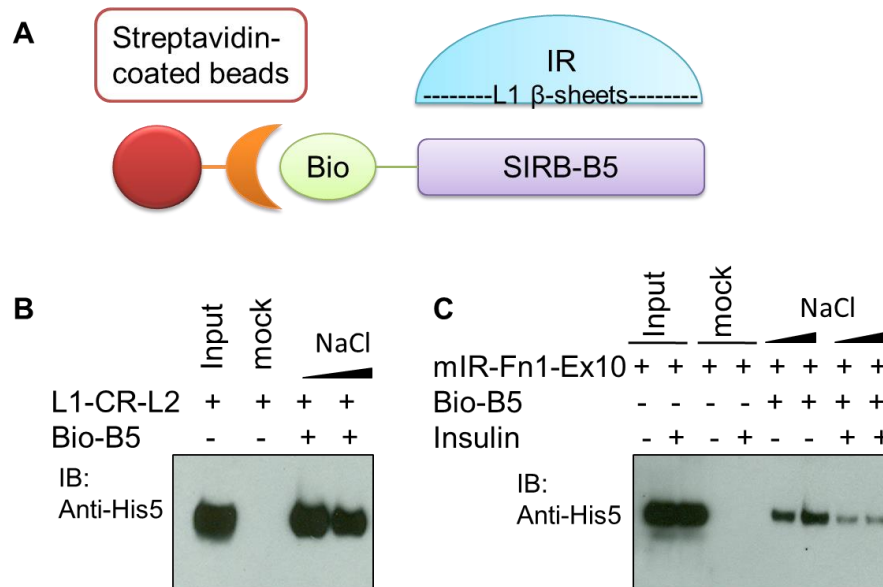 A
Streptavidin-
coated beads
IR
--------L1 β-sheets--------
Bio
SIRB-B5
B
Input
mock
NaCl
L1-CR-L2 + + + +
Bio-B5 - - + +
IB:
Anti-His5
C
Input
mock
NaCl
mIR-Fn1-Ex10 + + + + + + + +
Bio-B5 - - - - + + + +
Insulin - + - + - - + +
IB:
Anti-His5